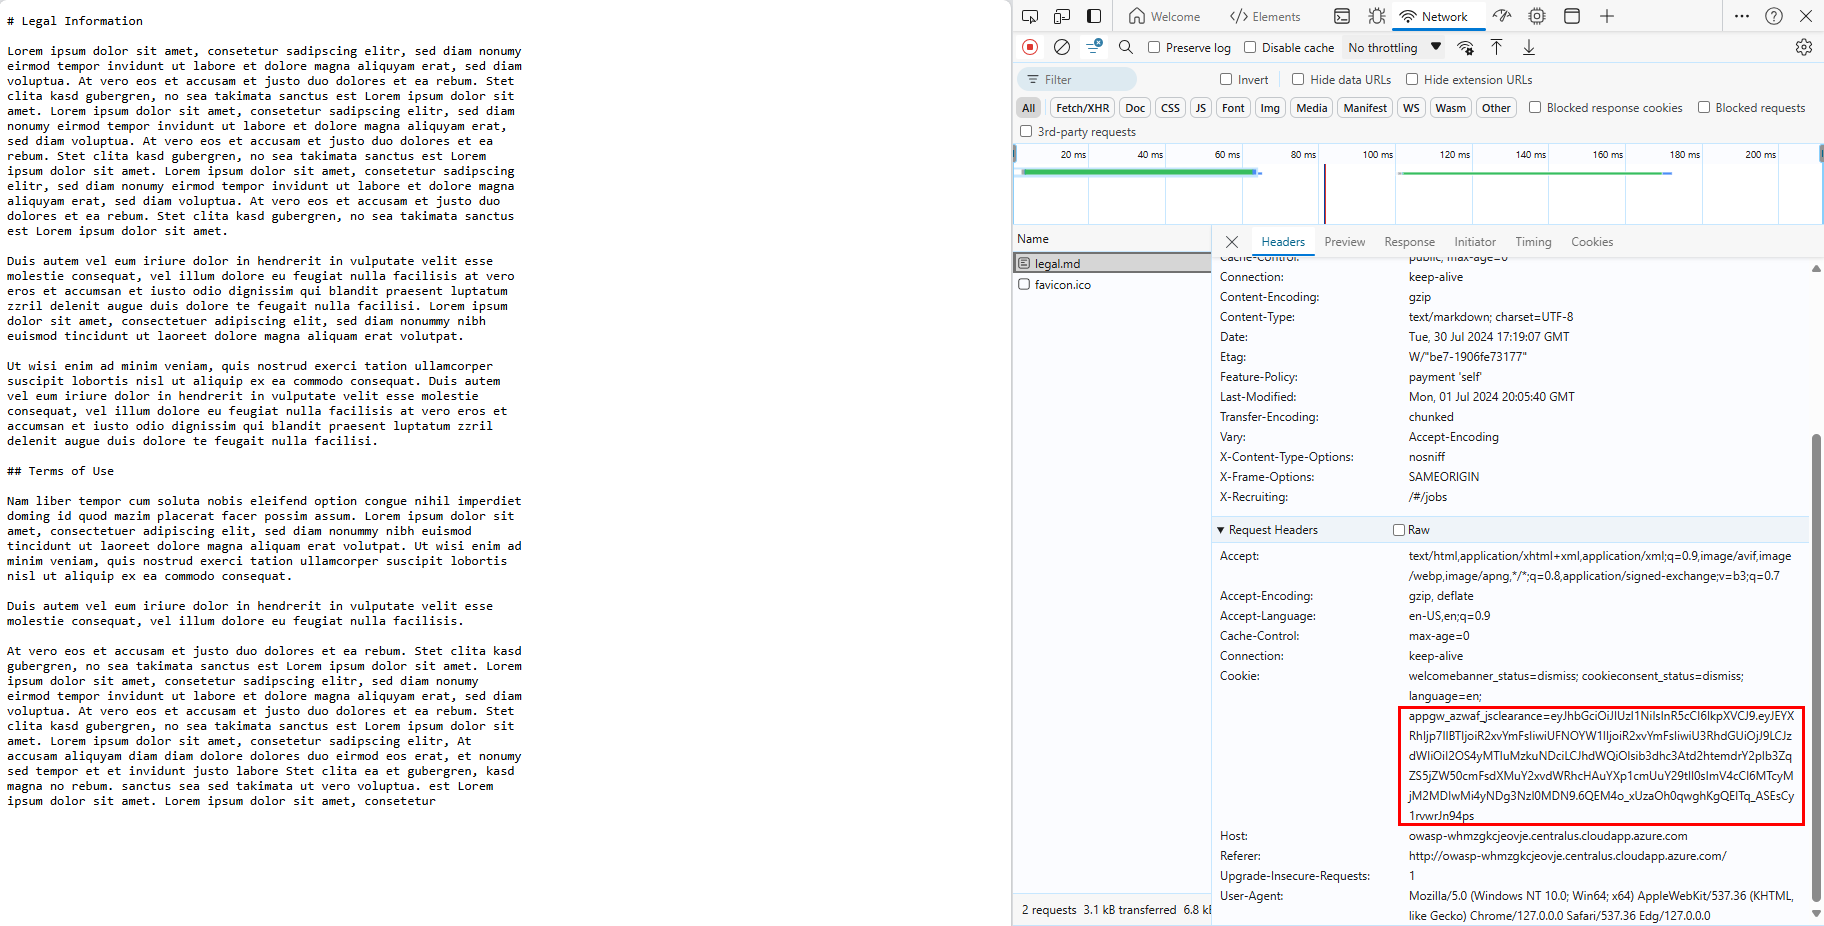 # Legal Information
Lorem ipsum dolor sit amet, consetetur sadipscing elitr, sed diam nonumy
eirmod tempor invidunt ut labore et dolore magna aliquyam erat, sed diam
voluptua. At vero eos et accusam et justo duo dolores et ea rebum. Stet
clita kasd gubergren, no sea takimata sanctus est Lorem ipsum dolor sit
amet. Lorem ipsum dolor sit amet, consetetur sadipscing elitr, sed diam
nonumy eirmod tempor invidunt ut labore et dolore magna aliquyam erat,
sed diam voluptua. At vero eos et accusam et justo duo dolores et ea
rebum. Stet clita kasd gubergren, no sea takimata sanctus est Lorem
ipsum dolor sit amet. Lorem ipsum dolor sit amet, consetetur sadipscing
elitr, sed diam nonumy eirmod tempor invidunt ut labore et dolore magna
aliquyam erat, sed diam voluptua. At vero eos et accusam et justo duo
dolores et ea rebum. Stet clita kasd gubergren, no sea takimata sanctus
est Lorem ipsum dolor sit amet.
Duis autem vel eum iriure dolor in hendrerit in vulputate velit esse
molestie consequat, vel illum dolore eu feugiat nulla facilisis at vero
eros et accumsan et iusto odio dignissim qui blandit praesent luptatum
zzril delenit augue duis dolore te feugait nulla facilisi. Lorem ipsum
dolor sit amet, consectetuer adipiscing elit, sed diam nonummy nibh
euismod tincidunt ut laoreet dolore magna aliquam erat volutpat.
Ut wisi enim ad minim veniam, quis nostrud exerci tation ullamcorper
suscipit lobortis nisl ut aliquip ex ea commodo consequat. Duis autem
vel eum iriure dolor in hendrerit in vulputate velit esse molestie
consequat, vel illum dolore eu feugiat nulla facilisis at vero eros et
accumsan et iusto odio dignissim qui blandit praesent luptatum zzril
delenit augue duis dolore te feugait nulla facilisi.
## Terms of Use
Nam liber tempor cum soluta nobis eleifend option congue nihil imperdiet
doming id quod mazim placerat facer possim assum. Lorem ipsum dolor sit
amet, consectetuer adipiscing elit, sed diam nonummy nibh euismod
tincidunt ut laoreet dolore magna aliquam erat volutpat. Ut wisi enim ad
minim veniam, quis nostrud exerci tation ullamcorper suscipit lobortis
nisl ut aliquip ex ea commodo consequat.
Duis autem vel eum iriure dolor in hendrerit in vulputate velit esse
molestie consequat, vel illum dolore eu feugiat nulla facilisis.
At vero eos et accusam et justo duo dolores et ea rebum. Stet clita kasd
gubergren, no sea takimata sanctus est Lorem ipsum dolor sit amet. Lorem
ipsum dolor sit amet, consetetur sadipscing elitr, sed diam nonumy
eirmod tempor invidunt ut labore et dolore magna aliquyam erat, sed diam
voluptua. At vero eos et accusam et justo duo dolores et ea rebum. Stet
clita kasd gubergren, no sea takimata sanctus est Lorem ipsum dolor sit
amet. Lorem ipsum dolor sit amet, consetetur sadipscing elitr, At
accusam aliquyam diam diam dolore dolores duo eirmod eos erat, et nonumy
sed tempor et et invidunt justo labore Stet clita ea et gubergren, kasd
magna no rebum. sanctus sea sed takimata ut vero voluptua. est Lorem
ipsum dolor sit amet. Lorem ipsum dolor sit amet, consetetur
Welcome Elements Network
Preserve log Disable cache No throttling
Filter Invert Hide data URLs Hide extension URLs
All Fetch/XHR Doc CSS JS Font Img Media Manifest WS Wasm Other Blocked response cookies Blocked requests
3rd-party requests
20 ms 40 ms 60 ms 80 ms 100 ms 120 ms 140 ms 160 ms 180 ms 200 ms
Name
legal.md
favicon.ico
2 requests 3.1 kB transferred 6.8 kB
Headers Preview Response Initiator Timing Cookies
Cache-Control: public, max-age=0
Connection: keep-alive
Content-Encoding: gzip
Content-Type: text/markdown; charset=UTF-8
Date: Tue, 30 Jul 2024 17:19:07 GMT
Etag: W/"be7-1906fe73177"
Feature-Policy: payment 'self'
Last-Modified: Mon, 01 Jul 2024 20:05:40 GMT
Transfer-Encoding: chunked
Vary: Accept-Encoding
X-Content-Type-Options: nosniff
X-Frame-Options: SAMEORIGIN
X-Recruiting: /#/jobs
Request Headers Raw
Accept: text/html,application/xhtml+xml,application/xml;q=0.9,image/avif,image
/webp,image/apng,*/*;q=0.8,application/signed-exchange;v=b3;q=0.7
Accept-Encoding: gzip, deflate
Accept-Language: en-US,en;q=0.9
Cache-Control: max-age=0
Connection: keep-alive
Cookie: welcomebanner_status=dismiss; cookieconsent_status=dismiss;
language=en;
appgw_azwaf_jsclearance=
Host: owasp-whmzgkcjeovje.centralus.cloudapp.azure.com
Referer: http://owasp-whmzgkcjeovje.centralus.cloudapp.azure.com/
Upgrade-Insecure-Requests: 1
User-Agent: Mozilla/5.0 (Windows NT 10.0; Win64; x64) AppleWebKit/537.36 (KHTML,
like Gecko) Chrome/127.0.0.0 Safari/537.36 Edg/127.0.0.0